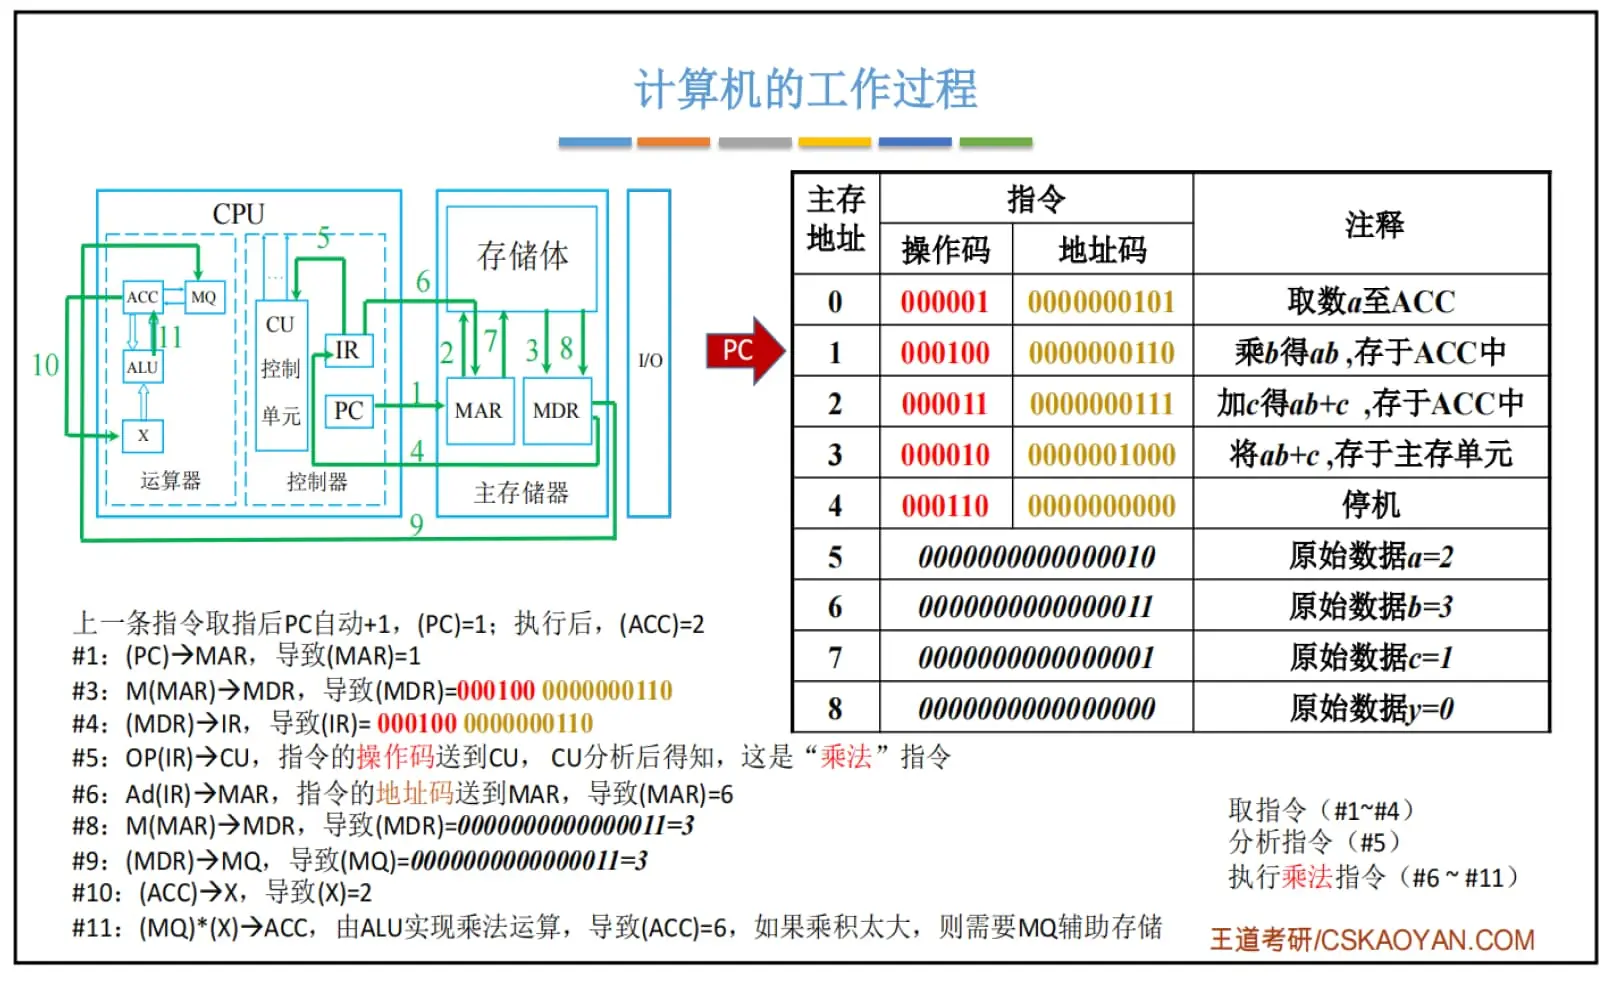 计算机的工作过程
CPU
5
6
存储体
ACC
MQ
CU
控制
单元
IR
11
10
ALU
2
7
3
8
I/O
PC
1
MAR
MDR
X
4
运算器
控制器
主存储器
9
...
PC
主存地址 指令 注释
操作码 地址码
0 000001 0000000101 取数a至ACC
1 000100 0000000110 乘b得ab ,存于ACC中
2 000011 0000000111 加c得ab+c ,存于ACC中
3 000010 0000001000 将ab+c ,存于主存单元
4 000110 0000000000 停机
5 0000000000000010 原始数据a=2
6 0000000000000011 原始数据b=3
7 0000000000000001 原始数据c=1
8 0000000000000000 原始数据y=0
上一条指令取指后PC自动+1，(PC)=1；执行后，(ACC)=2
#1：(PC)→MAR，导致(MAR)=1
#3：M(MAR)→MDR，导致(MDR)=000100 0000000110
#4：(MDR)→IR，导致(IR)= 000100 0000000110
#5：OP(IR)→CU，指令的操作码送到CU， CU分析后得知，这是“乘法”指令
#6：Ad(IR)→MAR，指令的地址码送到MAR，导致(MAR)=6
#8：M(MAR)→MDR，导致(MDR)=0000000000000011=3
#9：(MDR)→MQ，导致(MQ)=0000000000000011=3
#10：(ACC)→X，导致(X)=2
#11：(MQ)*(X)→ACC，由ALU实现乘法运算，导致(ACC)=6，如果乘积太大，则需要MQ辅助存储
取指令（#1~#4）
分析指令（#5）
执行乘法指令（#6 ~ #11）
王道考研/CSKAOYAN.COM